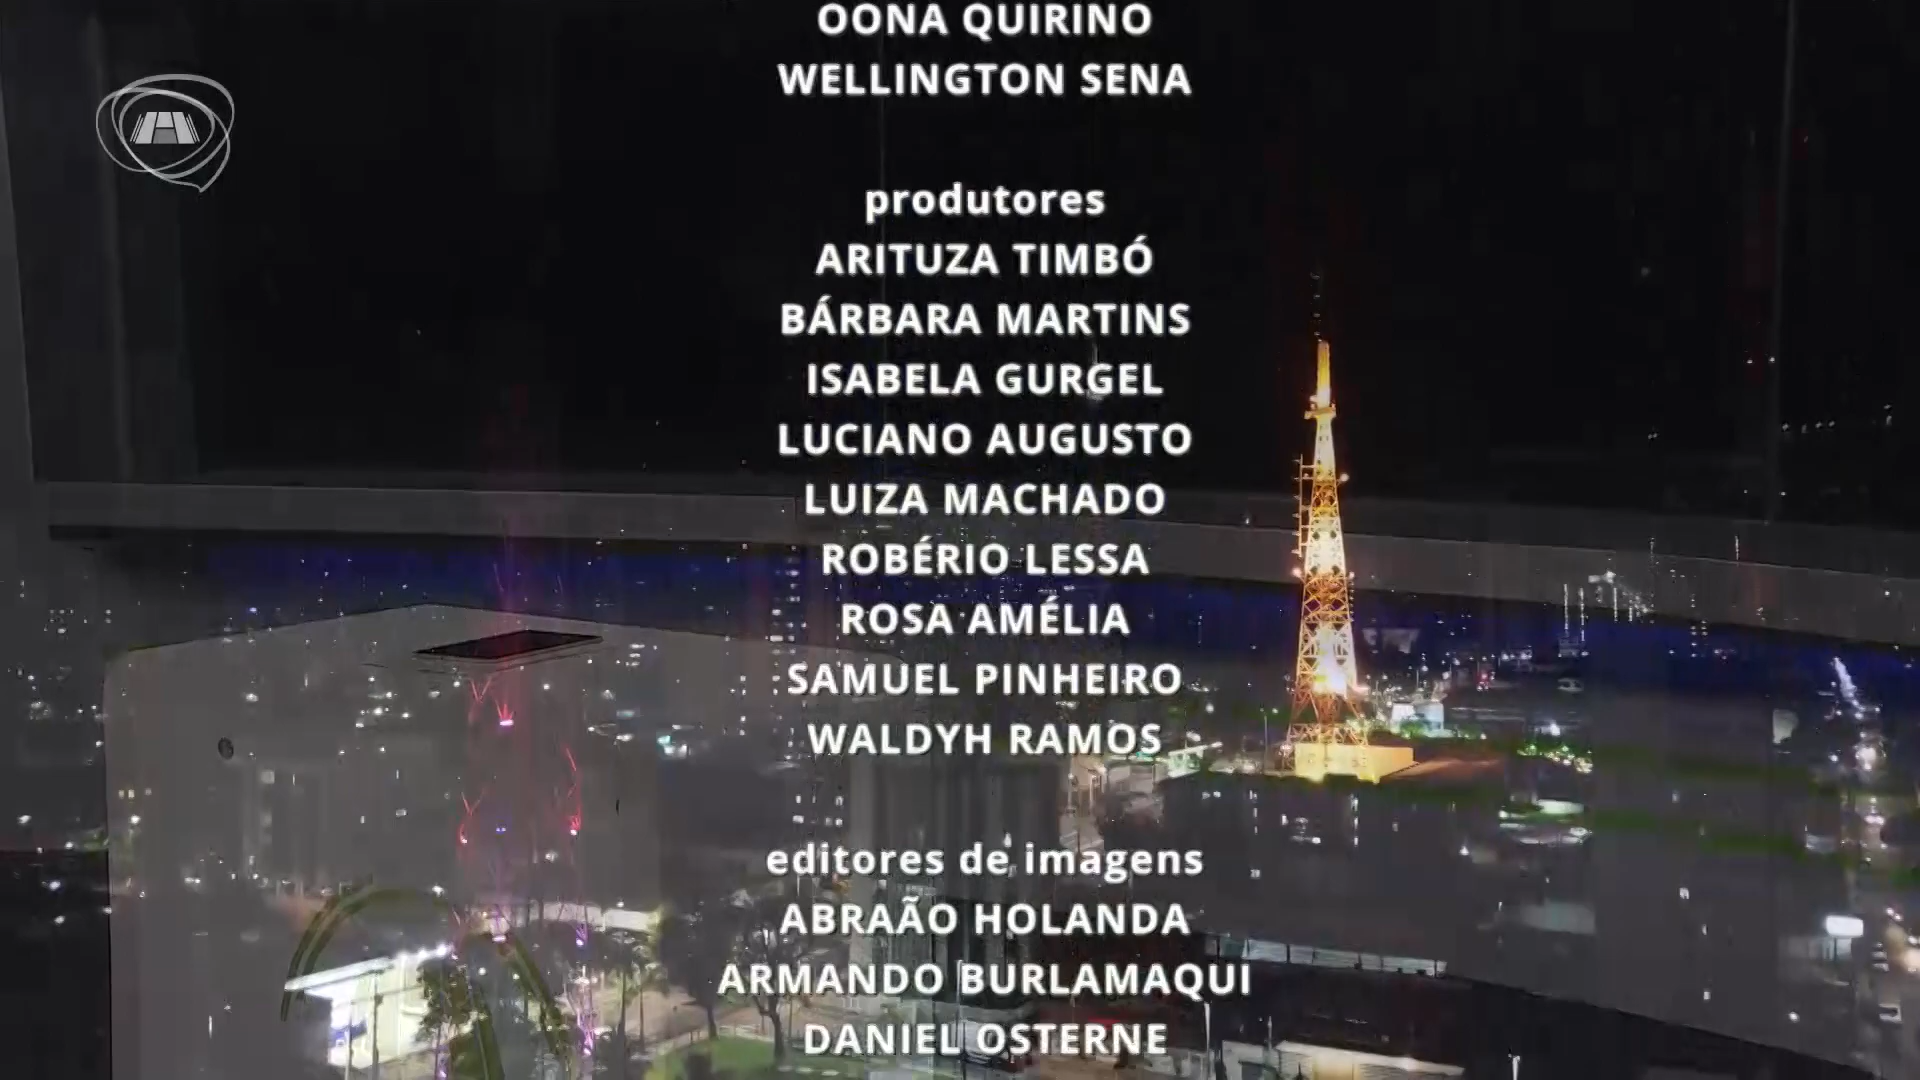 OONA QUIRINO
WELLINGTON SENA
produtores
ARITUZA TIMBÓ
BÁRBARA MARTINS
ISABELA GURGEL
LUCIANO AUGUSTO
LUIZA MACHADO
ROBÉRIO LESSA
ROSA AMÉLIA
SAMUEL PINHEIRO
WALDYH RAMOS
editores de imagens
ABRAÃO HOLANDA
ARMANDO BURLAMAQUI
DANIEL OSTERNE